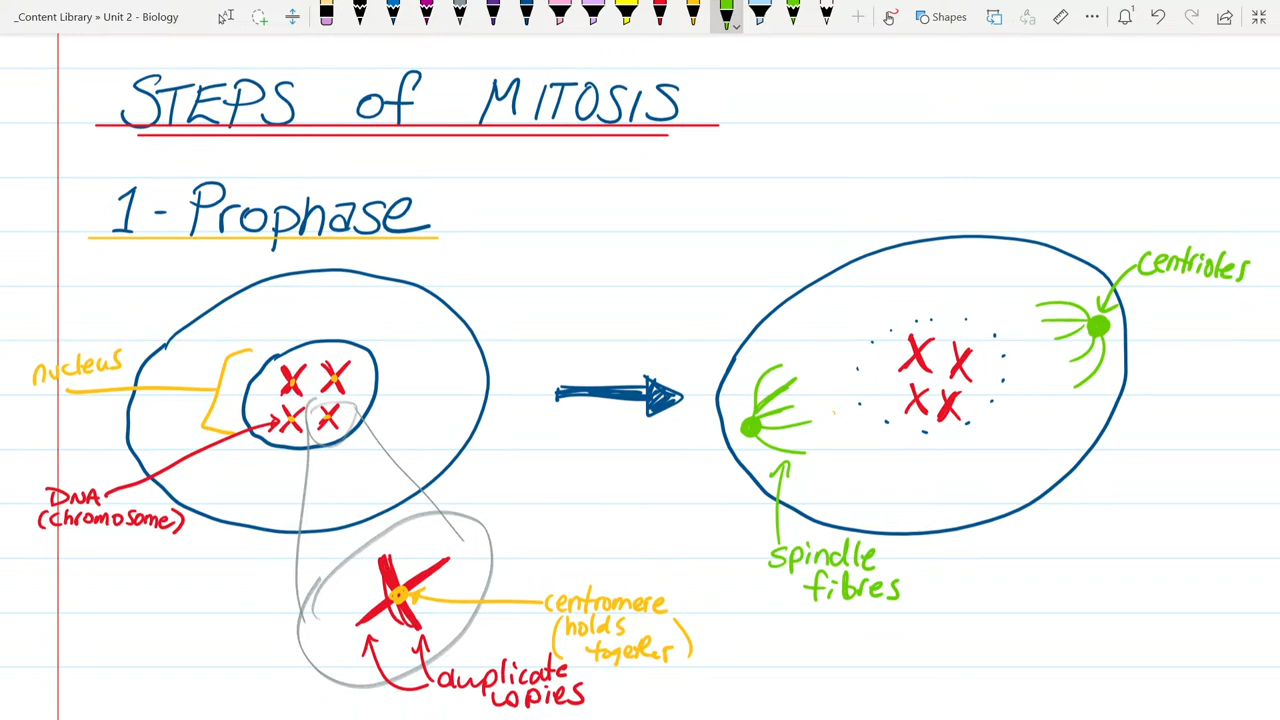 _Content Library » Unit 2 - Biology
Shapes
STEPS of MITOSIS
1 - Prophase
centrioles
nucleus
DNA
(chromosome)
spindle
fibres
centromere
(holds
together)
duplicate
copies